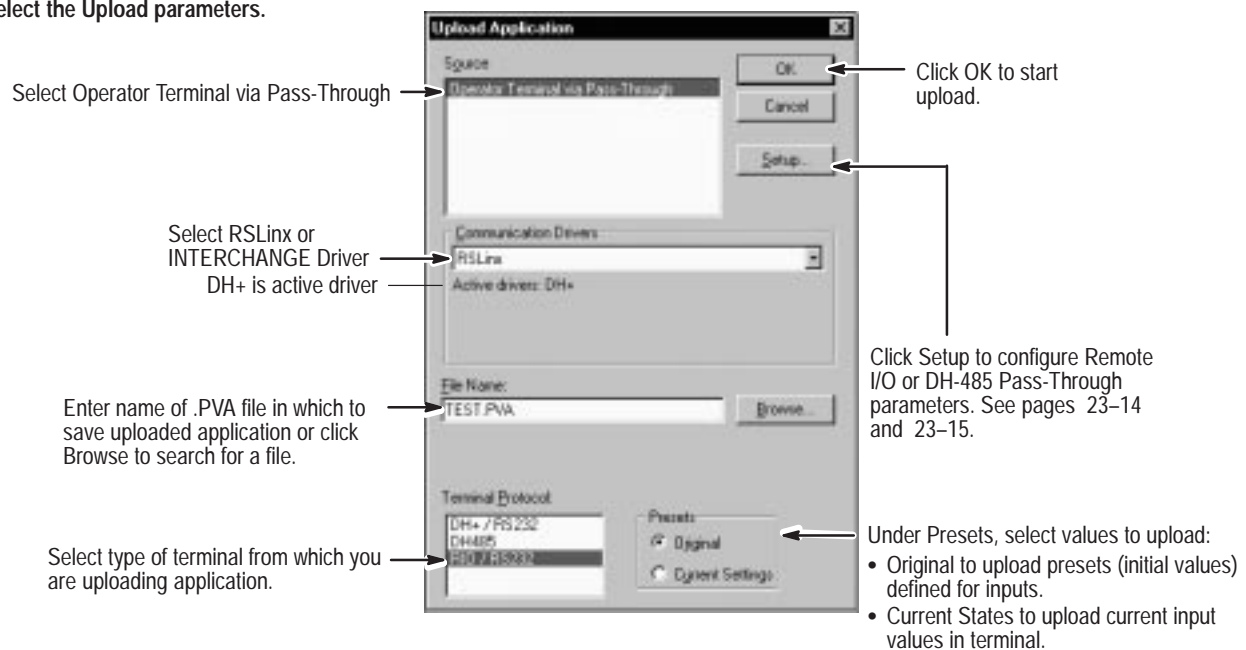 elect the Upload parameters.
Upload Application
Source
OK
Click OK to start
upload.
Select Operator Terminal via Pass-Through
Operator Terminal via Pass-Through
Cancel
Setup...
Select RSLinx or
INTERCHANGE Driver
DH+ is active driver
Communication Drivers
RSLinx
Active drivers: DH+
Click Setup to configure Remote
I/O or DH-485 Pass-Through
parameters. See pages 23–14
and 23–15.
File Name:
TEST.PVA
Browse...
Enter name of .PVA file in which to
save uploaded application or click
Browse to search for a file.
Terminal Protocol:
DH+ / RS232
DH485
RIO / RS232
Presets
Original
Current Settings
Select type of terminal from which you
are uploading application.
Under Presets, select values to upload:
• Original to upload presets (initial values)
defined for inputs.
• Current States to upload current input
values in terminal.